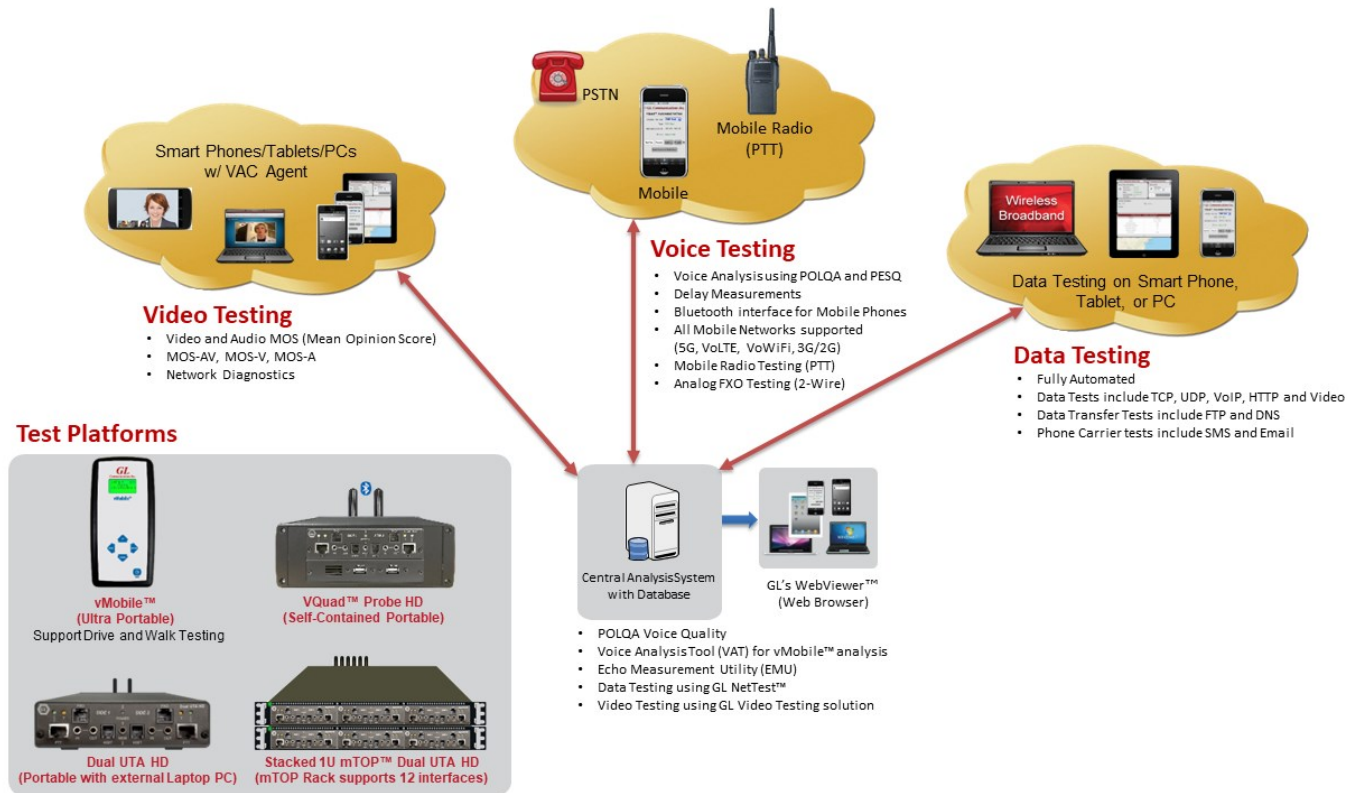 PSTN
Mobile
Mobile Radio
(PTT)
Smart Phones/Tablets/PCs
w/ VAC Agent
Wireless
Broadband
Data Testing on Smart Phone,
Tablet, or PC
Voice Testing
• Voice Analysis using POLQA and PESQ
• Delay Measurements
• Bluetooth interface for Mobile Phones
• All Mobile Networks supported
(5G, VoLTE, VoWiFi, 3G/2G)
• Mobile Radio Testing (PTT)
• Analog FXO Testing (2-Wire)
Video Testing
• Video and Audio MOS (Mean Opinion Score)
• MOS-AV, MOS-V, MOS-A
• Network Diagnostics
Data Testing
• Fully Automated
• Data Tests include TCP, UDP, VoIP, HTTP and Video
• Data Transfer Tests include FTP and DNS
• Phone Carrier tests include SMS and Email
Test Platforms
GL
vMobile™
(Ultra Portable)
Support Drive and Walk Testing
VQuad™ Probe HD
(Self-Contained Portable)
Dual UTA HD
(Portable with external Laptop PC)
Stacked 1U mTOP™ Dual UTA HD
(mTOP Rack supports 12 interfaces)
Central Analysis System
with Database
GL's WebViewer™
(Web Browser)
• POLQA Voice Quality
• Voice Analysis Tool (VAT) for vMobile™ analysis
• Echo Measurement Utility (EMU)
• Data Testing using GL NetTest™
• Video Testing using GL Video Testing solution